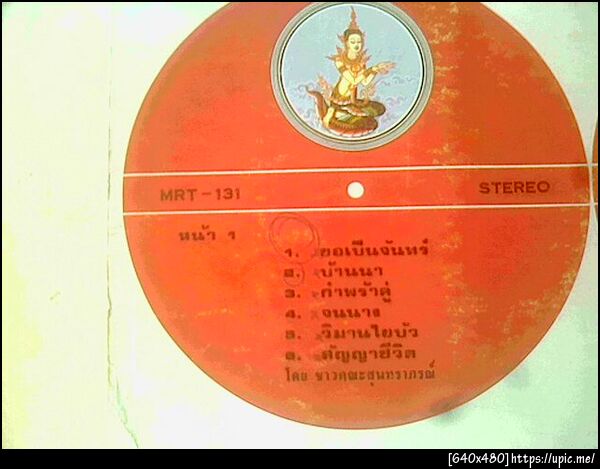 MRT-131
STEREO
หน้า ๑
๑. ขอเป็นจันทร์
๒. บ้านนา
๓. กำพร้าคู่
๔. จนนาง
๕. วิมานใยบัว
๖. สัญญาชีวิต
โดย ชาวคณะสุนทราภรณ์
[640x480]https://upic.me/